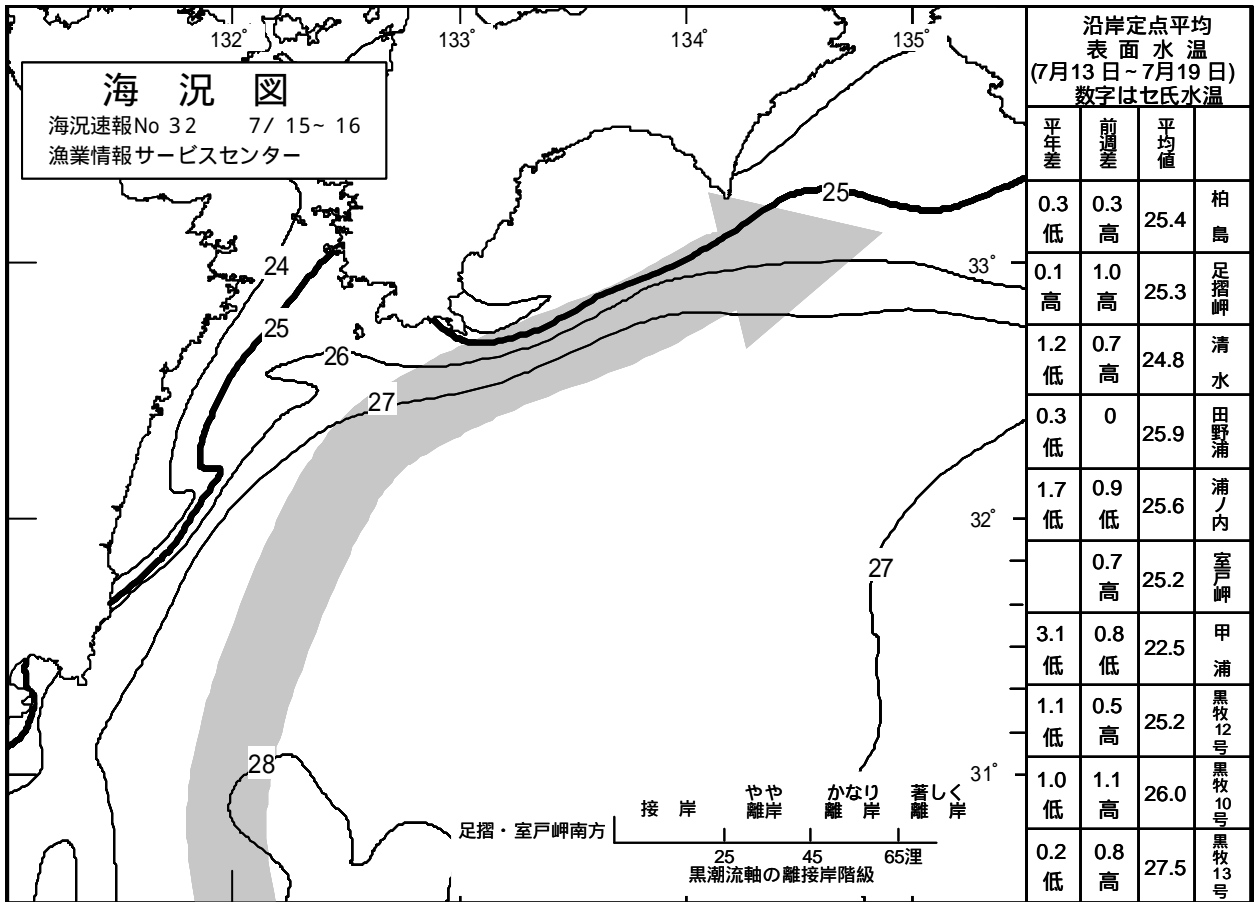 132°
133°
134°
135°
海 況 図
海況速報No 32 7/ 15~ 16
漁業情報サービスセンター
24
25
26
27
25
33°
32°
27
28
31°
接 岸
やや
離岸
かなり
離 岸
著しく
離 岸
足摺・室戸岬南方
25
45
65浬
黒潮流軸の離接岸階級
沿岸定点平均
表 面 水 温
(7月13 日~7月19 日)
数字はセ氏水温
平年差 前週差 平均値
0.3低 0.3高 25.4 柏島
0.1高 1.0高 25.3 足摺岬
1.2低 0.7高 24.8 清水
0.3低 0 25.9 田野浦
1.7低 0.9低 25.6 浦ノ内
0.7高 25.2 室戸岬
3.1低 0.8低 22.5 甲浦
1.1低 0.5高 25.2 黒牧12号
1.0低 1.1高 26.0 黒牧10号
0.2低 0.8高 27.5 黒牧13号